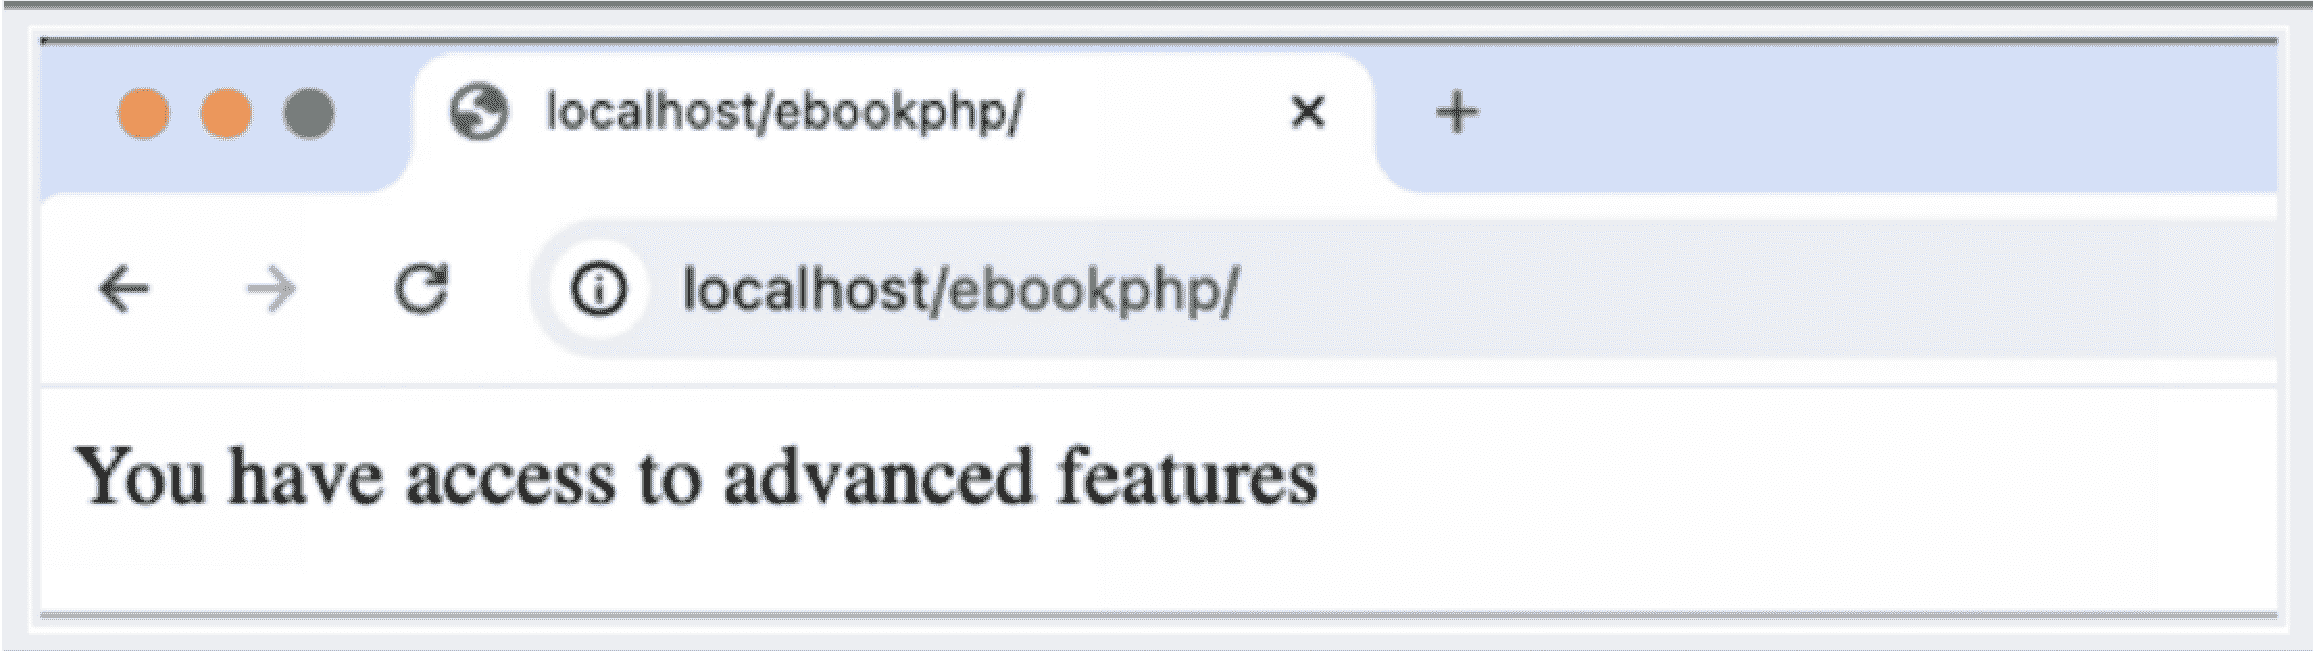 localhost/ebookphp/
localhost/ebookphp/
You have access to advanced features